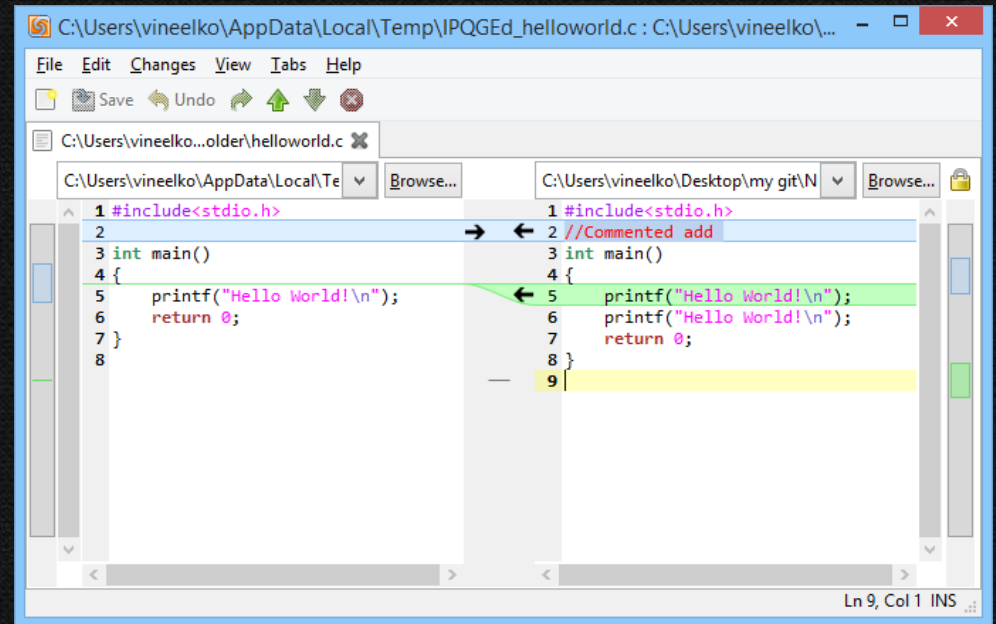 C:\Users\vineelko\AppData\Local\Temp\IPQGEd_helloworld.c : C:\Users\vineelko\...
File Edit Changes View Tabs Help
Save Undo
C:\Users\vineelko...older\helloworld.c
C:\Users\vineelko\AppData\Local\Te Browse... C:\Users\vineelko\Desktop\my git\N Browse...
1 #include<stdio.h>
2
3 int main()
4 {
5     printf("Hello World!\n");
6     return 0;
7 }
8
1 #include<stdio.h>
2 //Commented add
3 int main()
4 {
5     printf("Hello World!\n");
6     printf("Hello World!\n");
7     return 0;
8 }
9
Ln 9, Col 1 INS